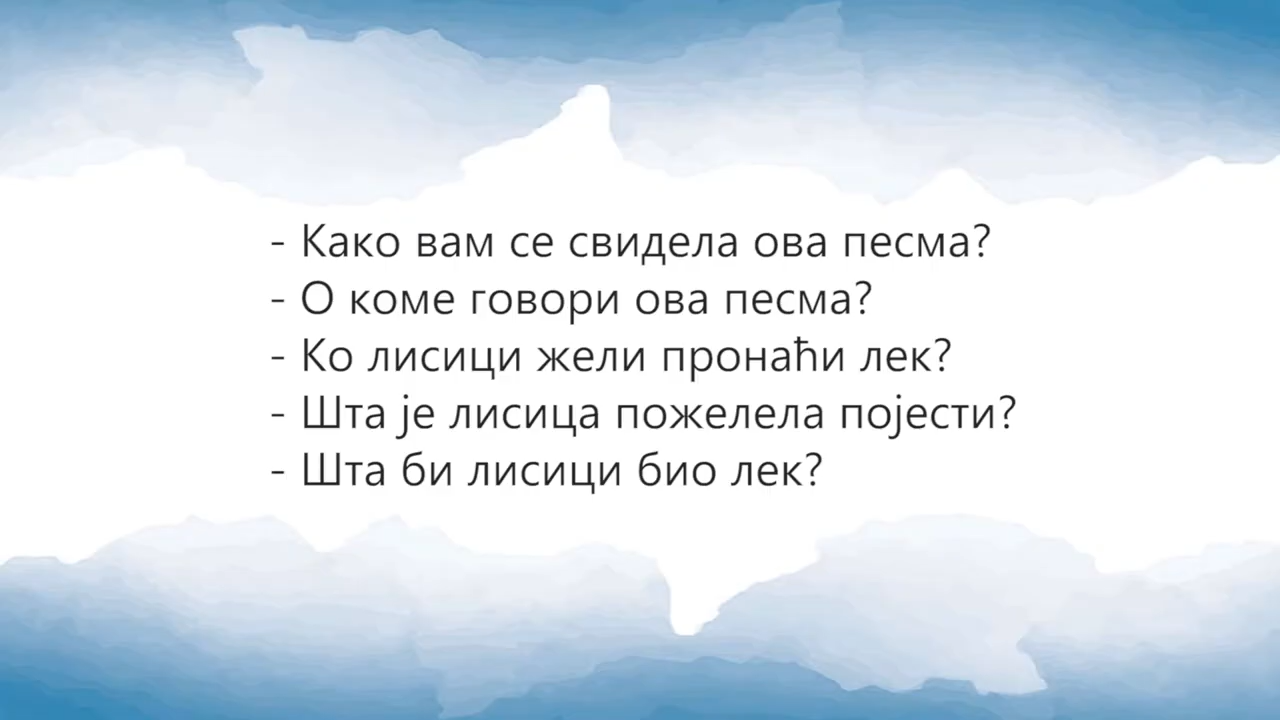 - Како вам се свидела ова песма?
- О коме говори ова песма?
- Ко лисици жели пронаћи лек?
- Шта је лисица пожелела појести?
- Шта би лисици био лек?